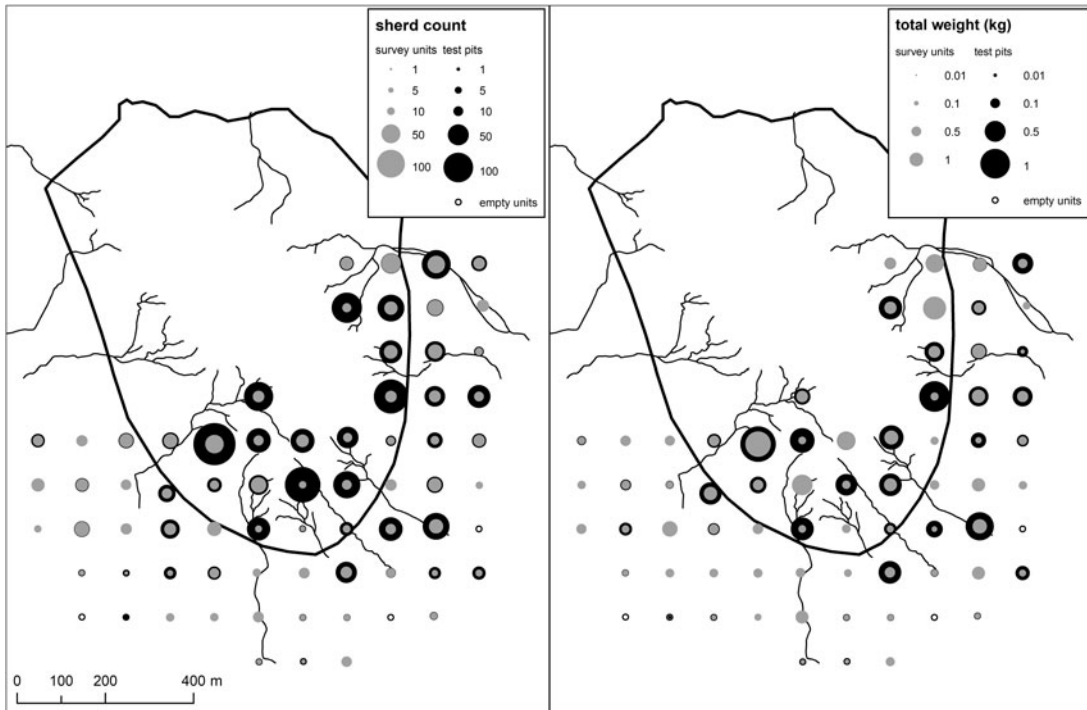 sherd count
survey units test pits
1 1
5 5
10 10
50 50
100 100
empty units
total weight (kg)
survey units test pits
0.01 0.01
0.1 0.1
0.5 0.5
1 1
empty units
0 100 200 400 m